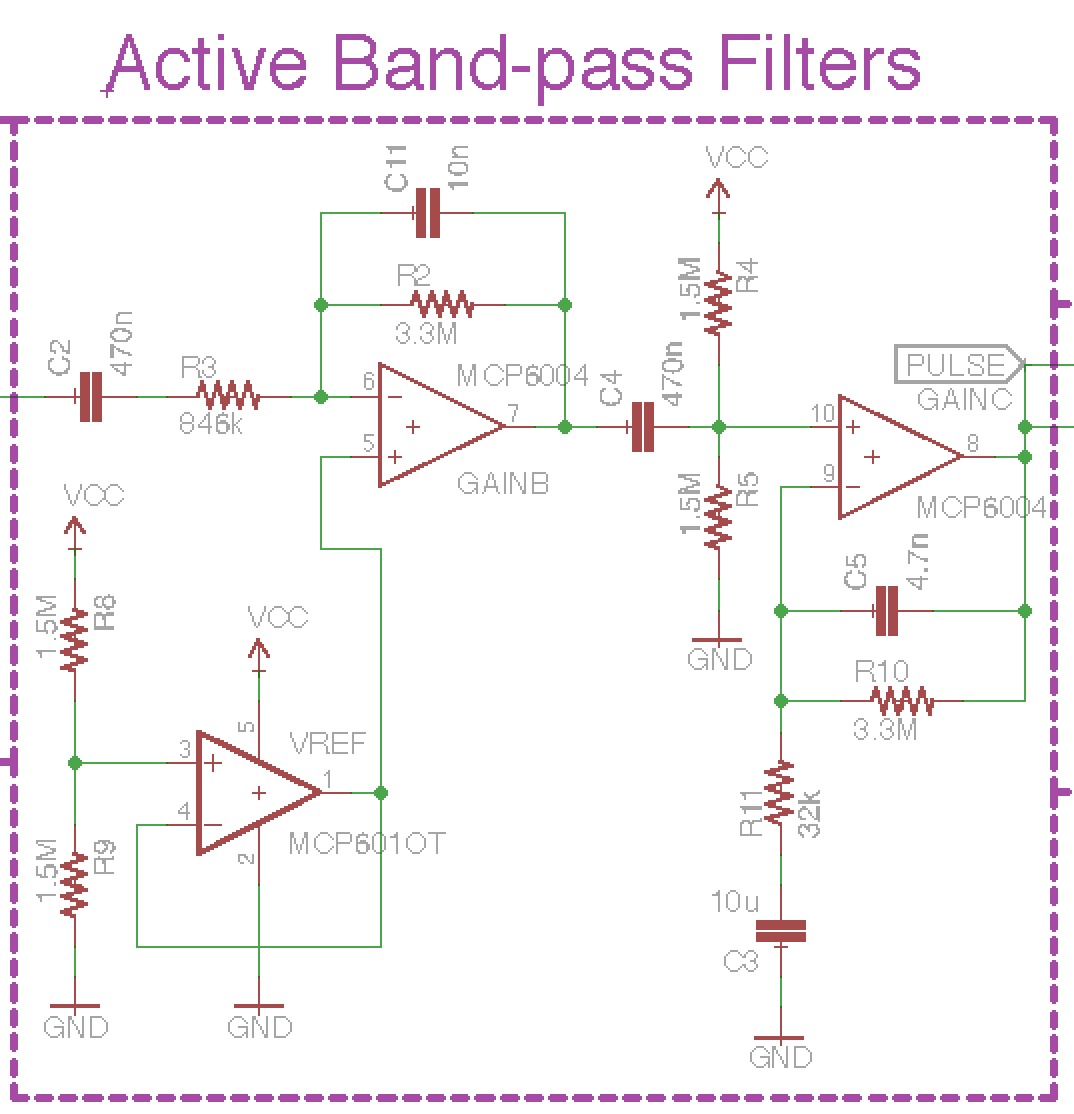 Active Band-pass Filters
C11
10n
VCC
R2
3.3M
1.5M
R4
C2
470n
R3
846k
6
MCP6004
7
5
GAINB
C4
470n
PULSE
GAINC
10
8
9
MCP6004
1.5M
R5
GND
VCC
1.5M
R8
VCC
5
VREF
3
1
4
MCP601OT
2
1.5M
R9
GND
GND
C5
4.7n
R10
3.3M
R11
32k
10u
C3
GND